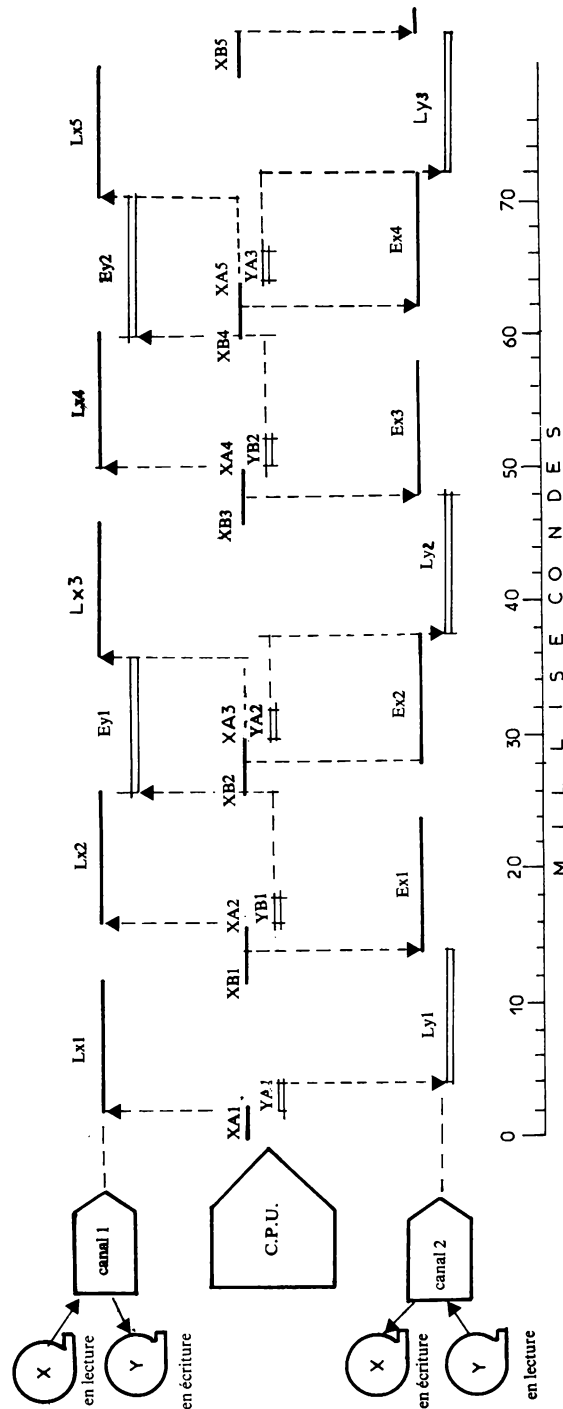 X
en lecture
Y
en écriture
canal 1
Lx1
Lx2
Ey1
Lx3
Lx4
Ey2
Lx5
C.P.U.
XA1
YA1
XB1
XA2
YB1
XB2
XA3
YA2
XB3
XA4
YB2
XB4
XA5
YA3
XB5
X
en écriture
Y
en lecture
canal 2
Ly1
Ex1
Ex2
Ly2
Ex3
Ex4
Ly3
0 10 20 30 40 50 60 70
MILLISECONDES